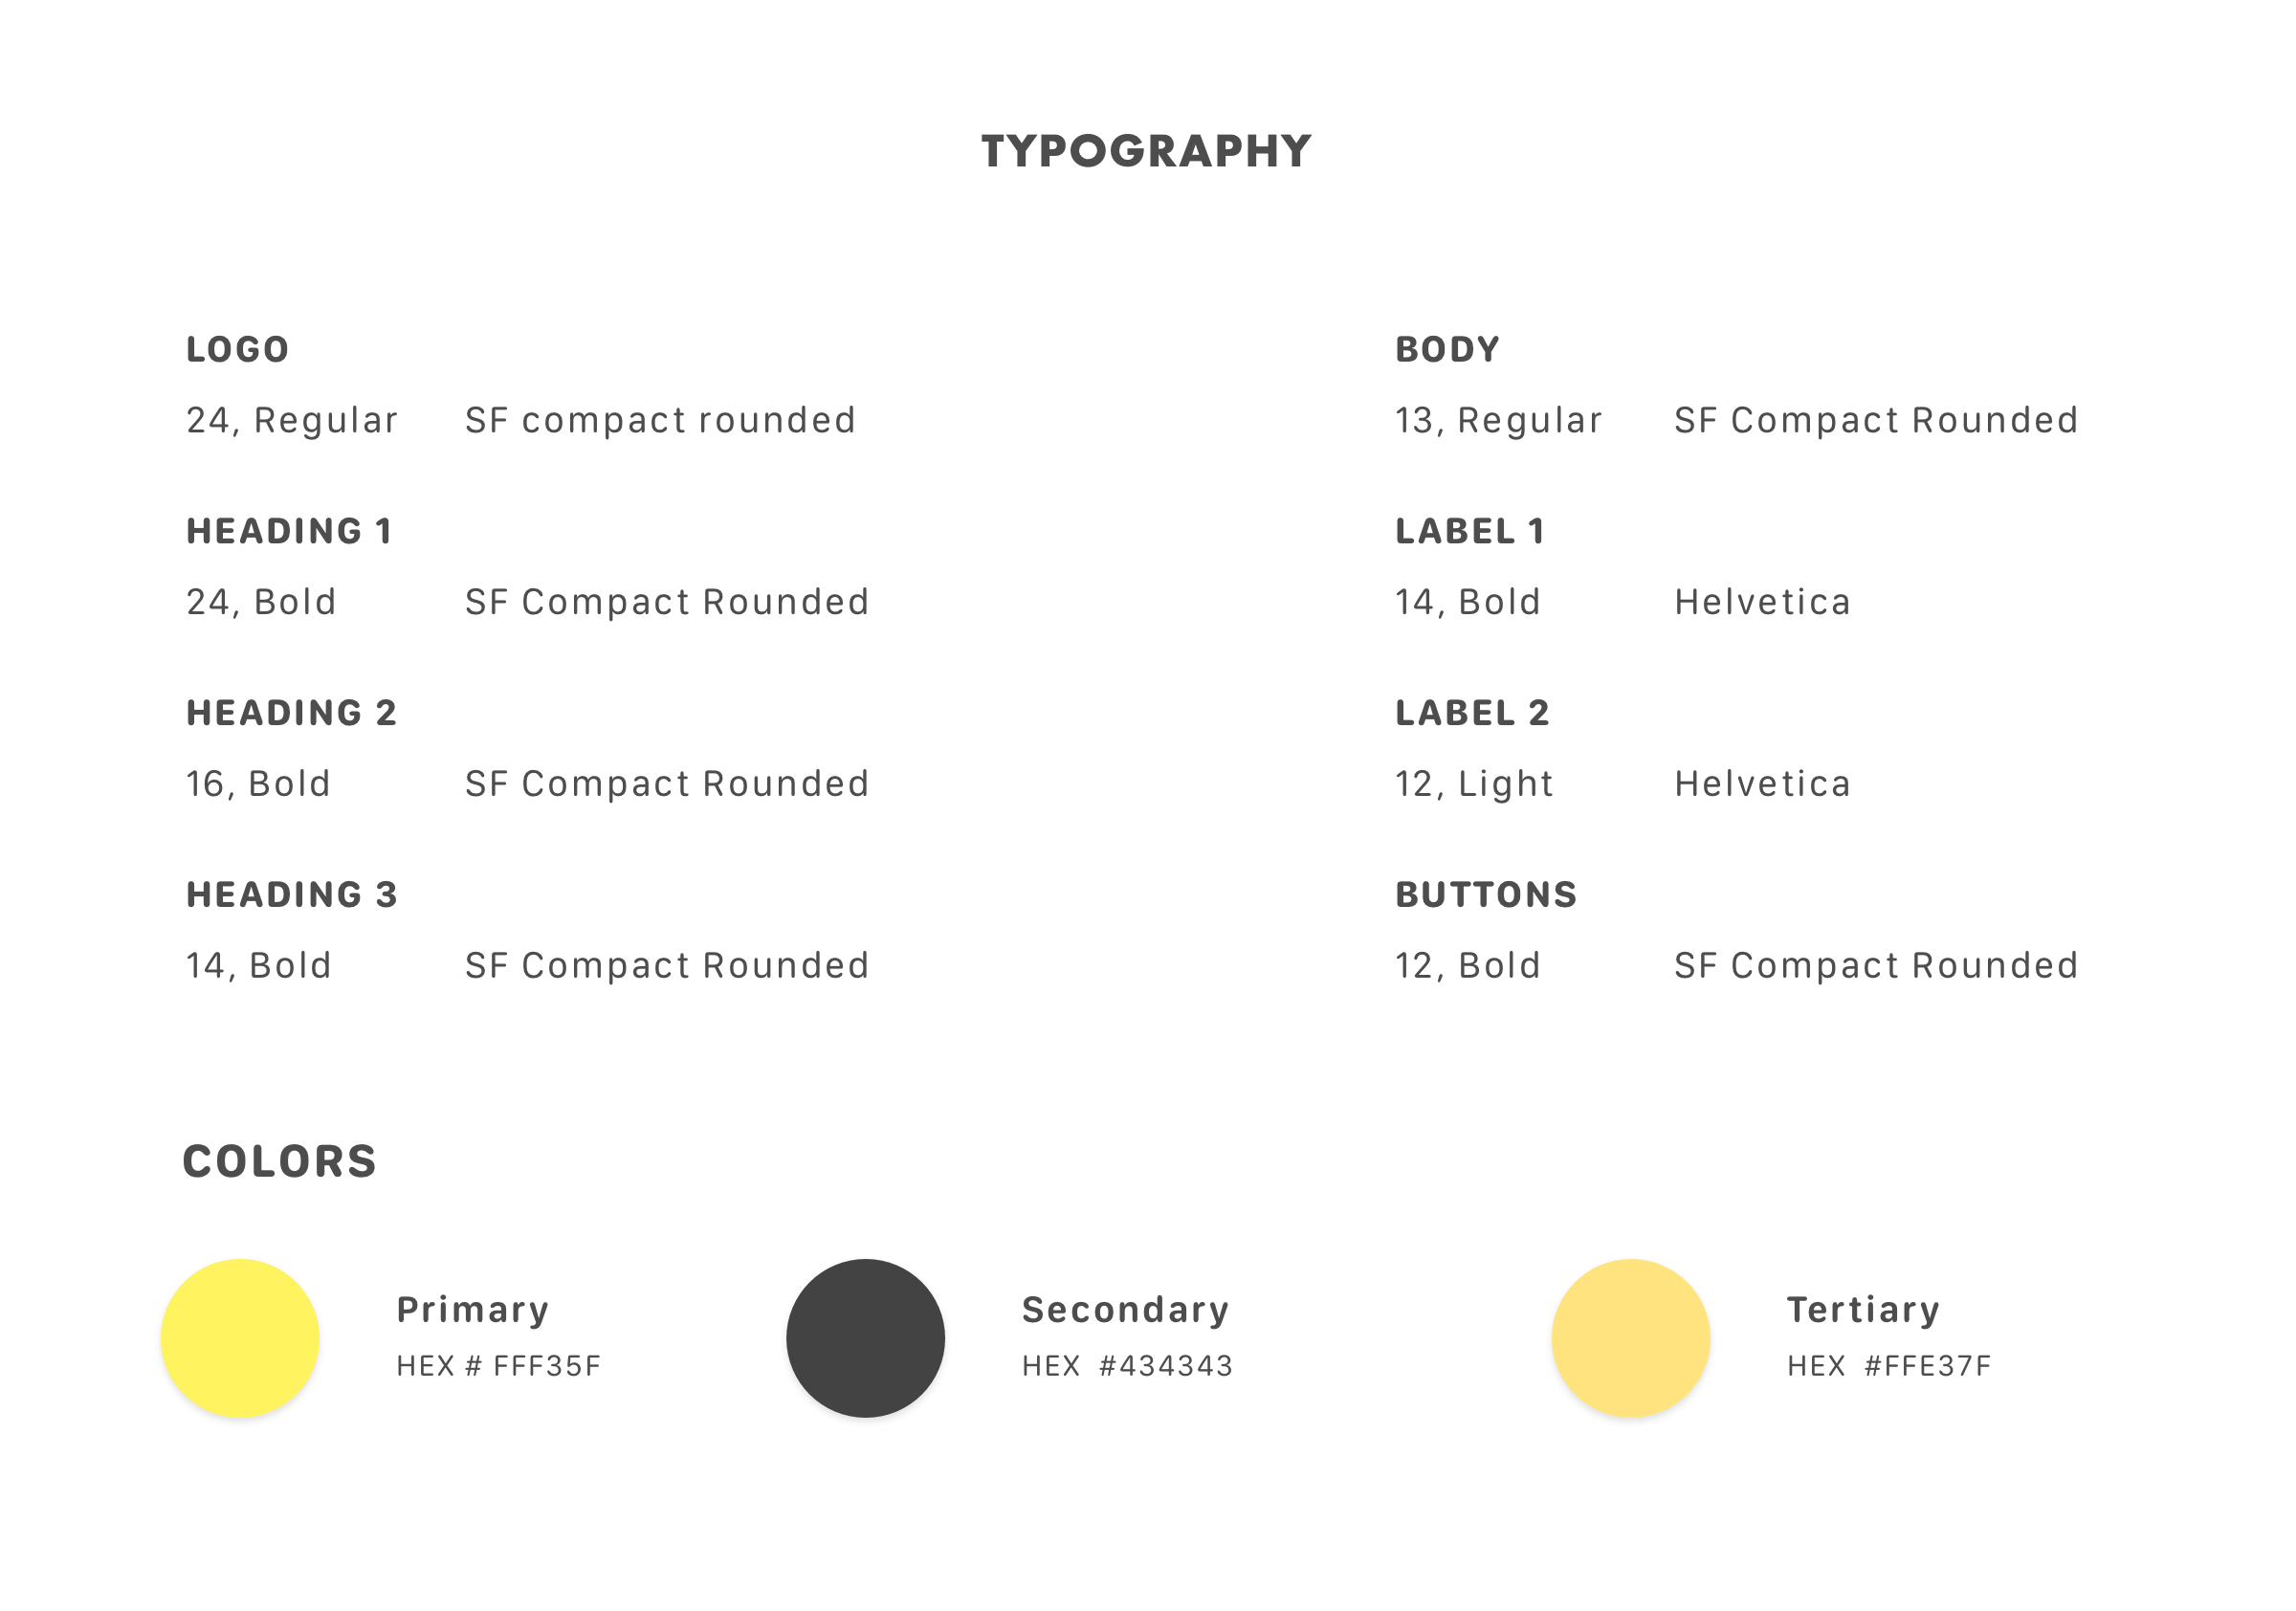 TYPOGRAPHY
LOGO
24, Regular SF compact rounded
HEADING 1
24, Bold SF Compact Rounded
HEADING 2
16, Bold SF Compact Rounded
HEADING 3
14, Bold SF Compact Rounded
BODY
13, Regular SF Compact Rounded
LABEL 1
14, Bold Helvetica
LABEL 2
12, Light Helvetica
BUTTONS
12, Bold SF Compact Rounded
COLORS
Primary
HEX # FFF35F
Secondary
HEX #434343
Tertiary
HEX #FFE37F